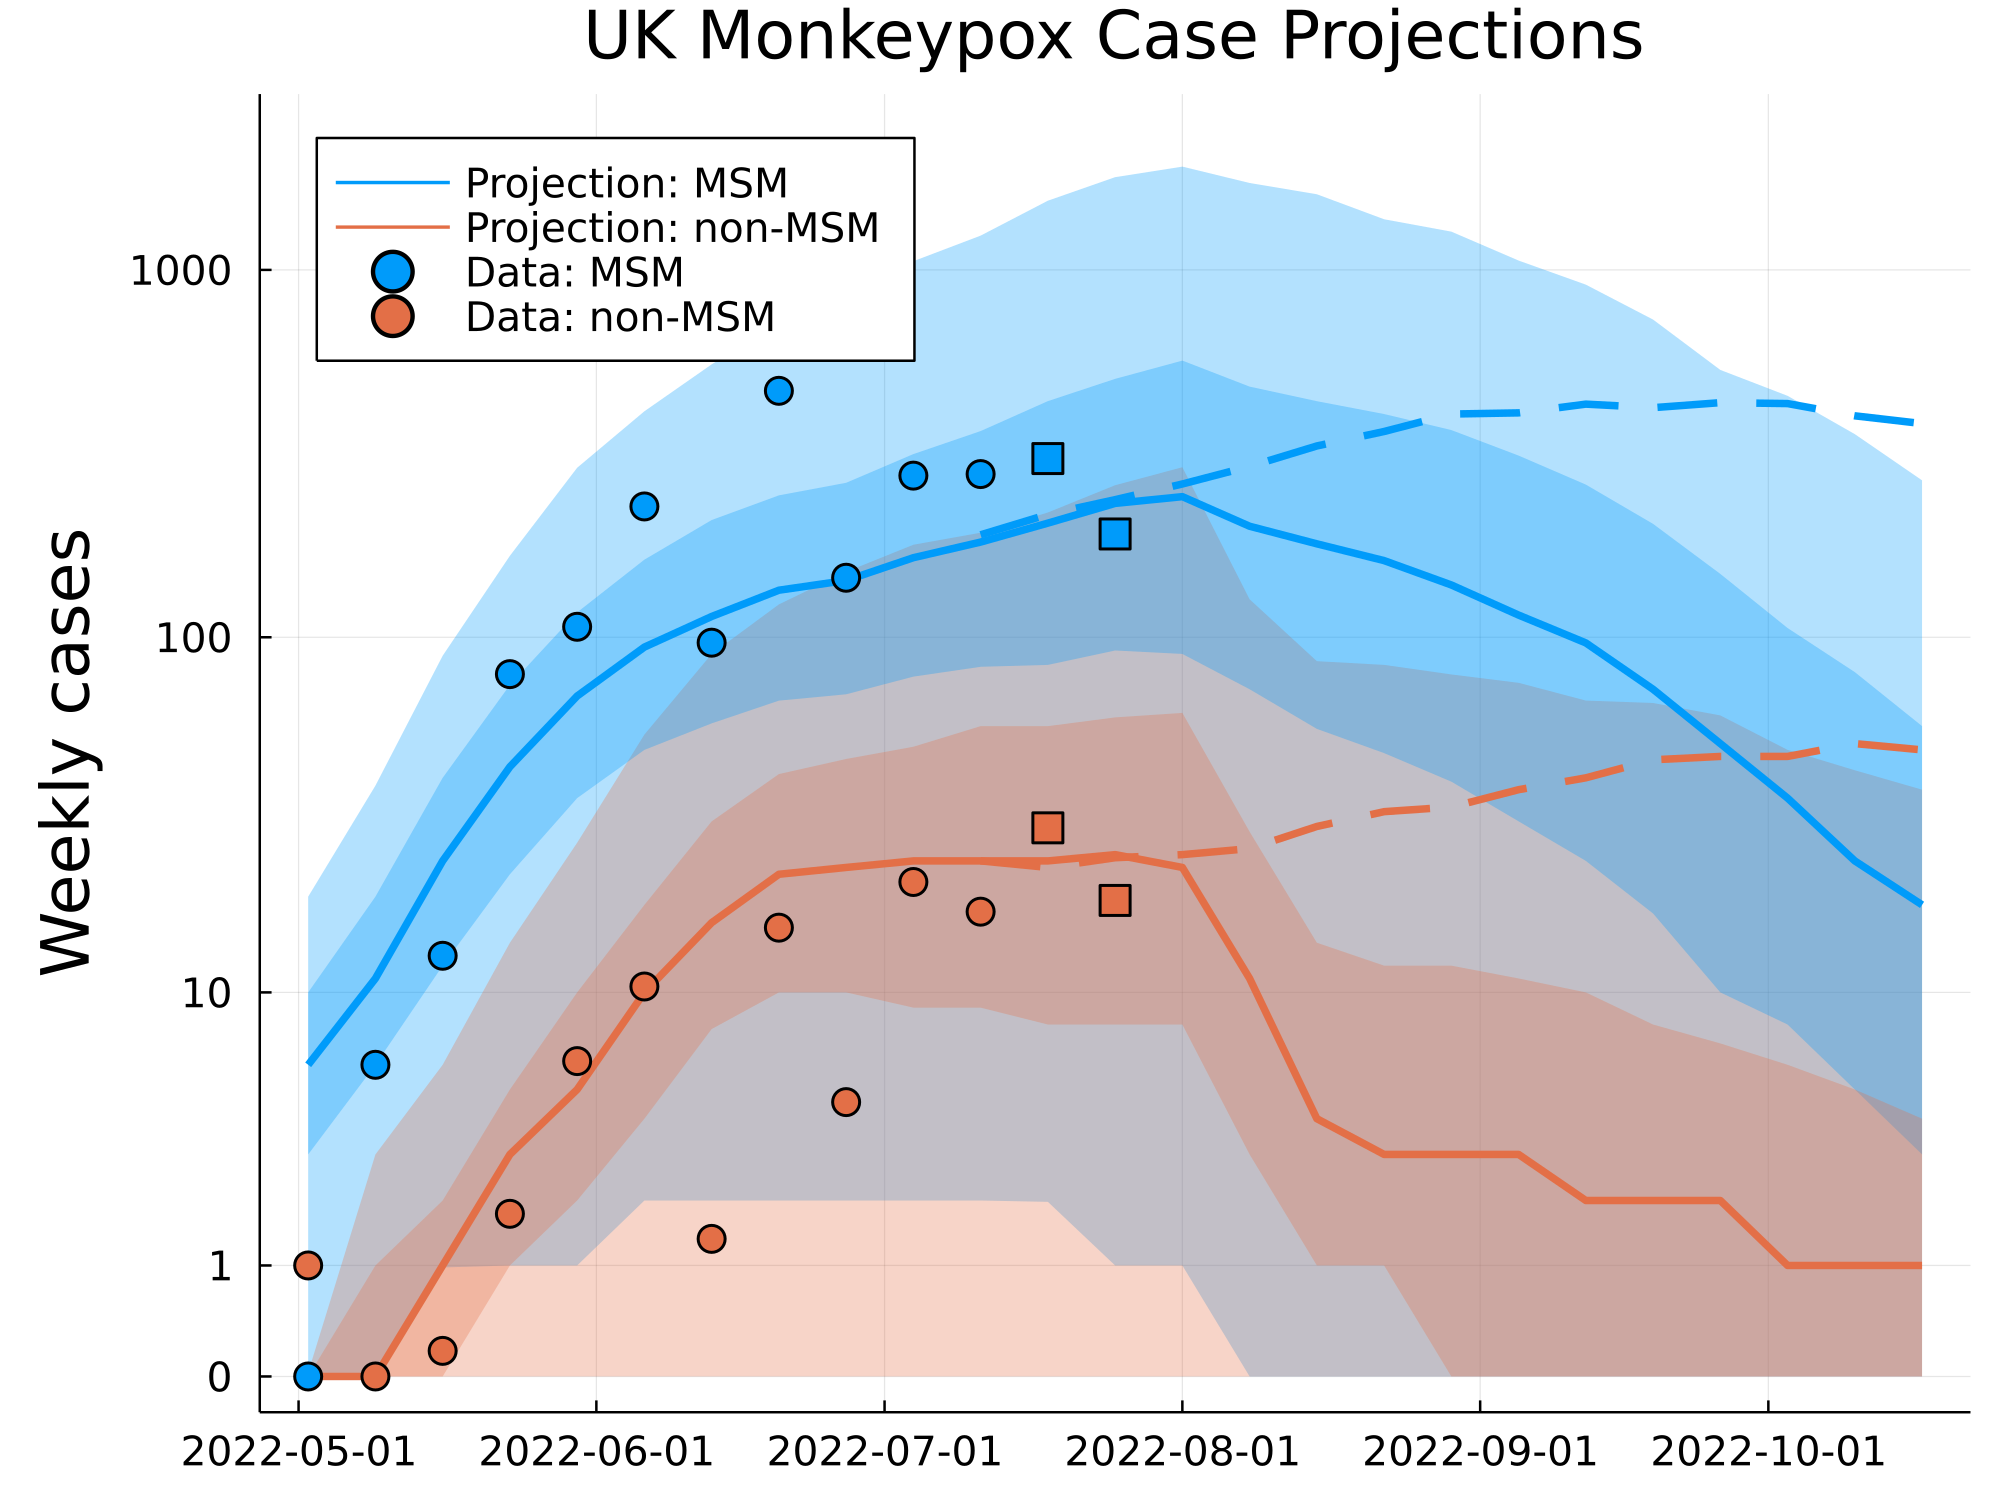 UK Monkeypox Case Projections
Projection: MSM
Projection: non-MSM
Data: MSM
Data: non-MSM
Weekly cases
1000
100
10
1
0
2022-05-01 2022-06-01 2022-07-01 2022-08-01 2022-09-01 2022-10-01